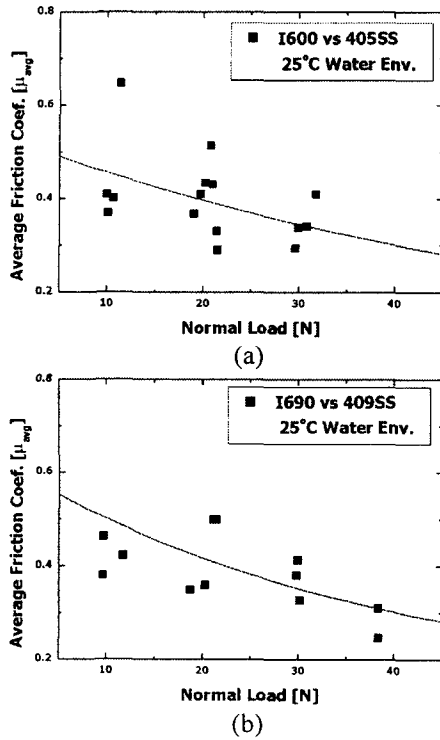 0.8
0.6
0.4
0.2
Average Friction Coef. [μavg]
I600 vs 405SS
25°C Water Env.
10 20 30 40
Normal Load [N]
(a)
0.8
0.6
0.4
0.2
Average Friction Coef. [μavg]
I690 vs 409SS
25°C Water Env.
10 20 30 40
Normal Load [N]
(b)